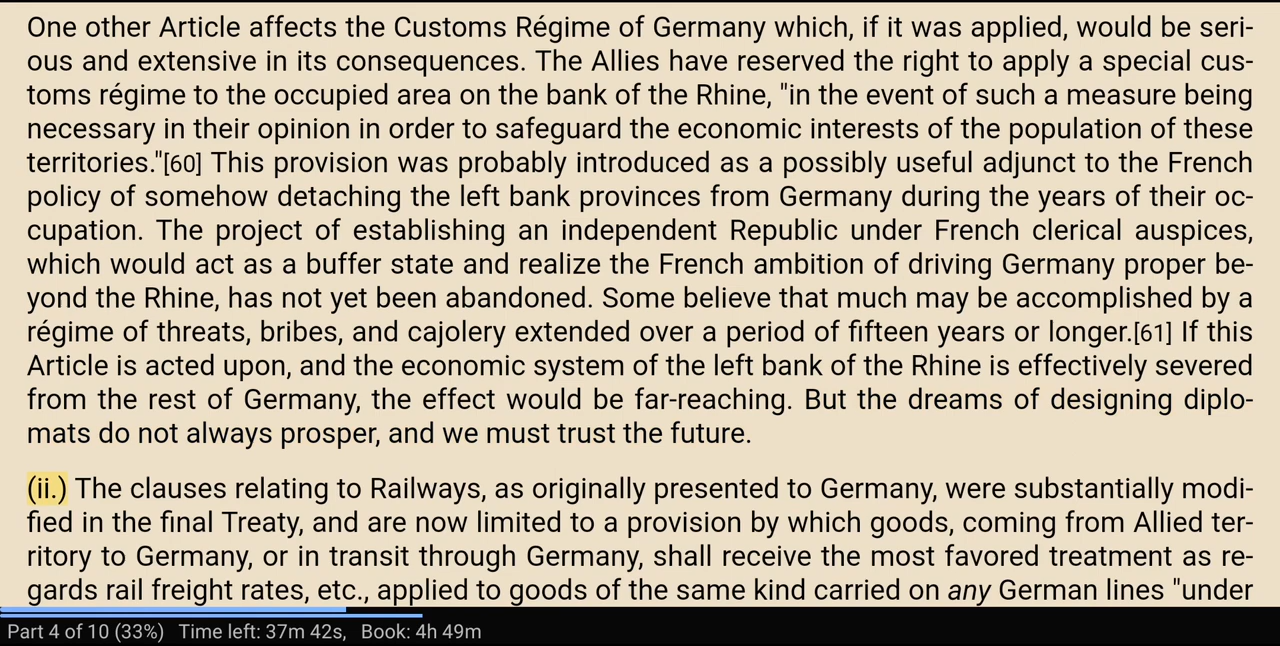 One other Article affects the Customs Régime of Germany which, if it was applied, would be seri-
ous and extensive in its consequences. The Allies have reserved the right to apply a special cus-
toms régime to the occupied area on the bank of the Rhine, "in the event of such a measure being
necessary in their opinion in order to safeguard the economic interests of the population of these
territories."[60] This provision was probably introduced as a possibly useful adjunct to the French
policy of somehow detaching the left bank provinces from Germany during the years of their oc-
cupation. The project of establishing an independent Republic under French clerical auspices,
which would act as a buffer state and realize the French ambition of driving Germany proper be-
yond the Rhine, has not yet been abandoned. Some believe that much may be accomplished by a
régime of threats, bribes, and cajolery extended over a period of fifteen years or longer.[61] If this
Article is acted upon, and the economic system of the left bank of the Rhine is effectively severed
from the rest of Germany, the effect would be far-reaching. But the dreams of designing diplo-
mats do not always prosper, and we must trust the future.
(ii.) The clauses relating to Railways, as originally presented to Germany, were substantially modi-
fied in the final Treaty, and are now limited to a provision by which goods, coming from Allied ter-
ritory to Germany, or in transit through Germany, shall receive the most favored treatment as re-
gards rail freight rates, etc., applied to goods of the same kind carried on any German lines "under
Part 4 of 10 (33%) Time left: 37m 42s, Book: 4h 49m